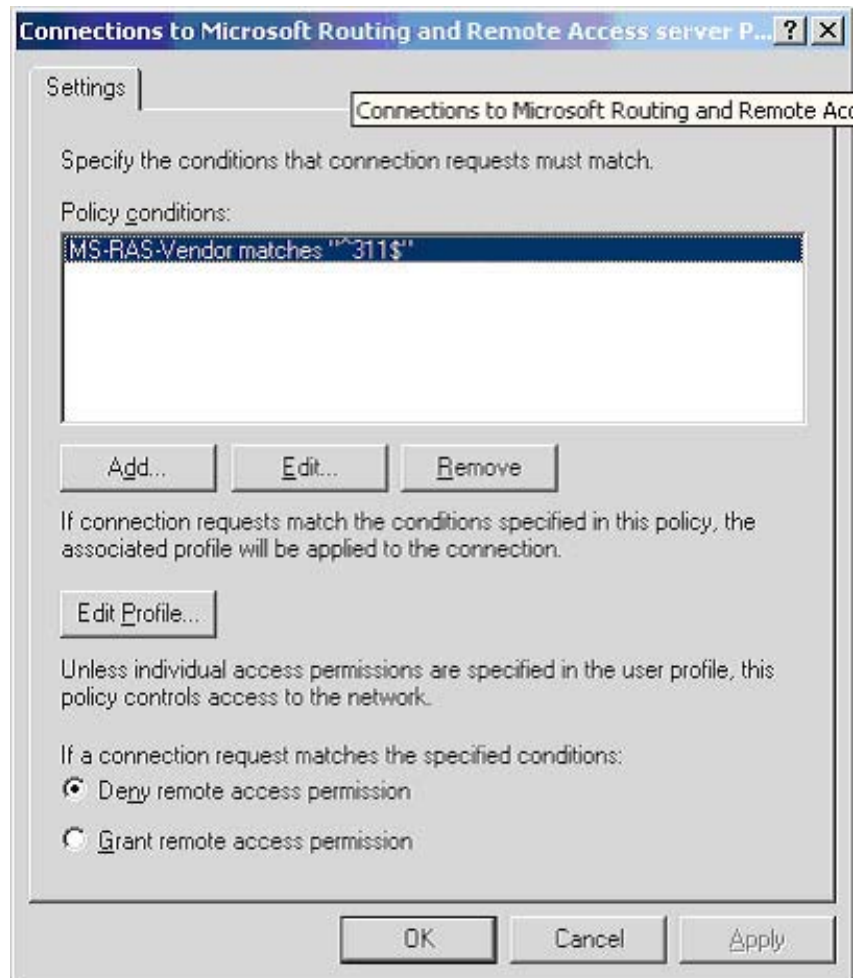 Connections to Microsoft Routing and Remote Access server P...
Settings
Connections to Microsoft Routing and Remote Acc
Specify the conditions that connection requests must match.
Policy conditions:
MS-RAS-Vendor matches "^311$"
Add...
Edit...
Remove
If connection requests match the conditions specified in this policy, the
associated profile will be applied to the connection.
Edit Profile...
Unless individual access permissions are specified in the user profile, this
policy controls access to the network.
If a connection request matches the specified conditions:
Deny remote access permission
Grant remote access permission
OK
Cancel
Apply